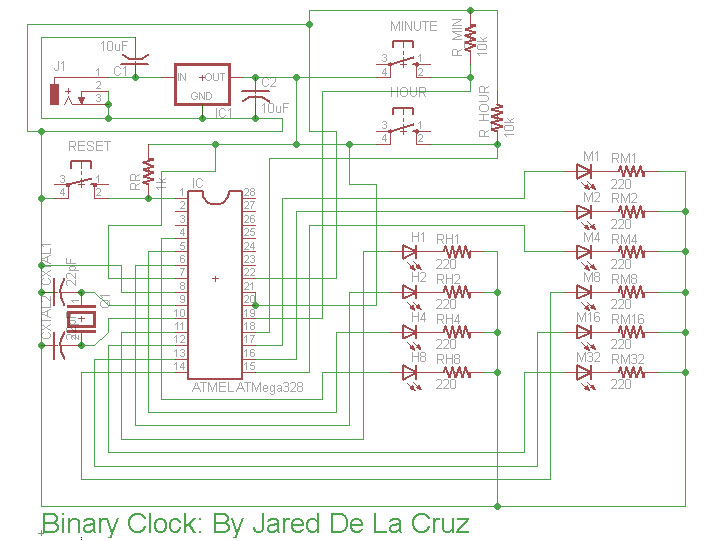 MINUTE
R MIN
10k
10uF
C1
J1
1
2
3
IN
OUT
GND
IC1
C2
10uF
3
4
1
2
HOUR
3
4
1
2
R HOUR
10k
RESET
3
4
1
2
RR
1k
IC
1
2
3
4
5
6
7
8
9
10
11
12
13
14
28
27
26
25
24
23
22
21
20
19
18
17
16
15
ATMELATMega328
CXTAL1
22pF
CXTAL2
Q1
1
H1
RH1
220
H2
RH2
220
H4
RH4
220
H8
RH8
220
M1
RM1
220
M2
RM2
220
M4
RM4
220
M8
RM8
220
M16
RM16
220
M32
RM32
220
Binary Clock: By Jared De La Cruz